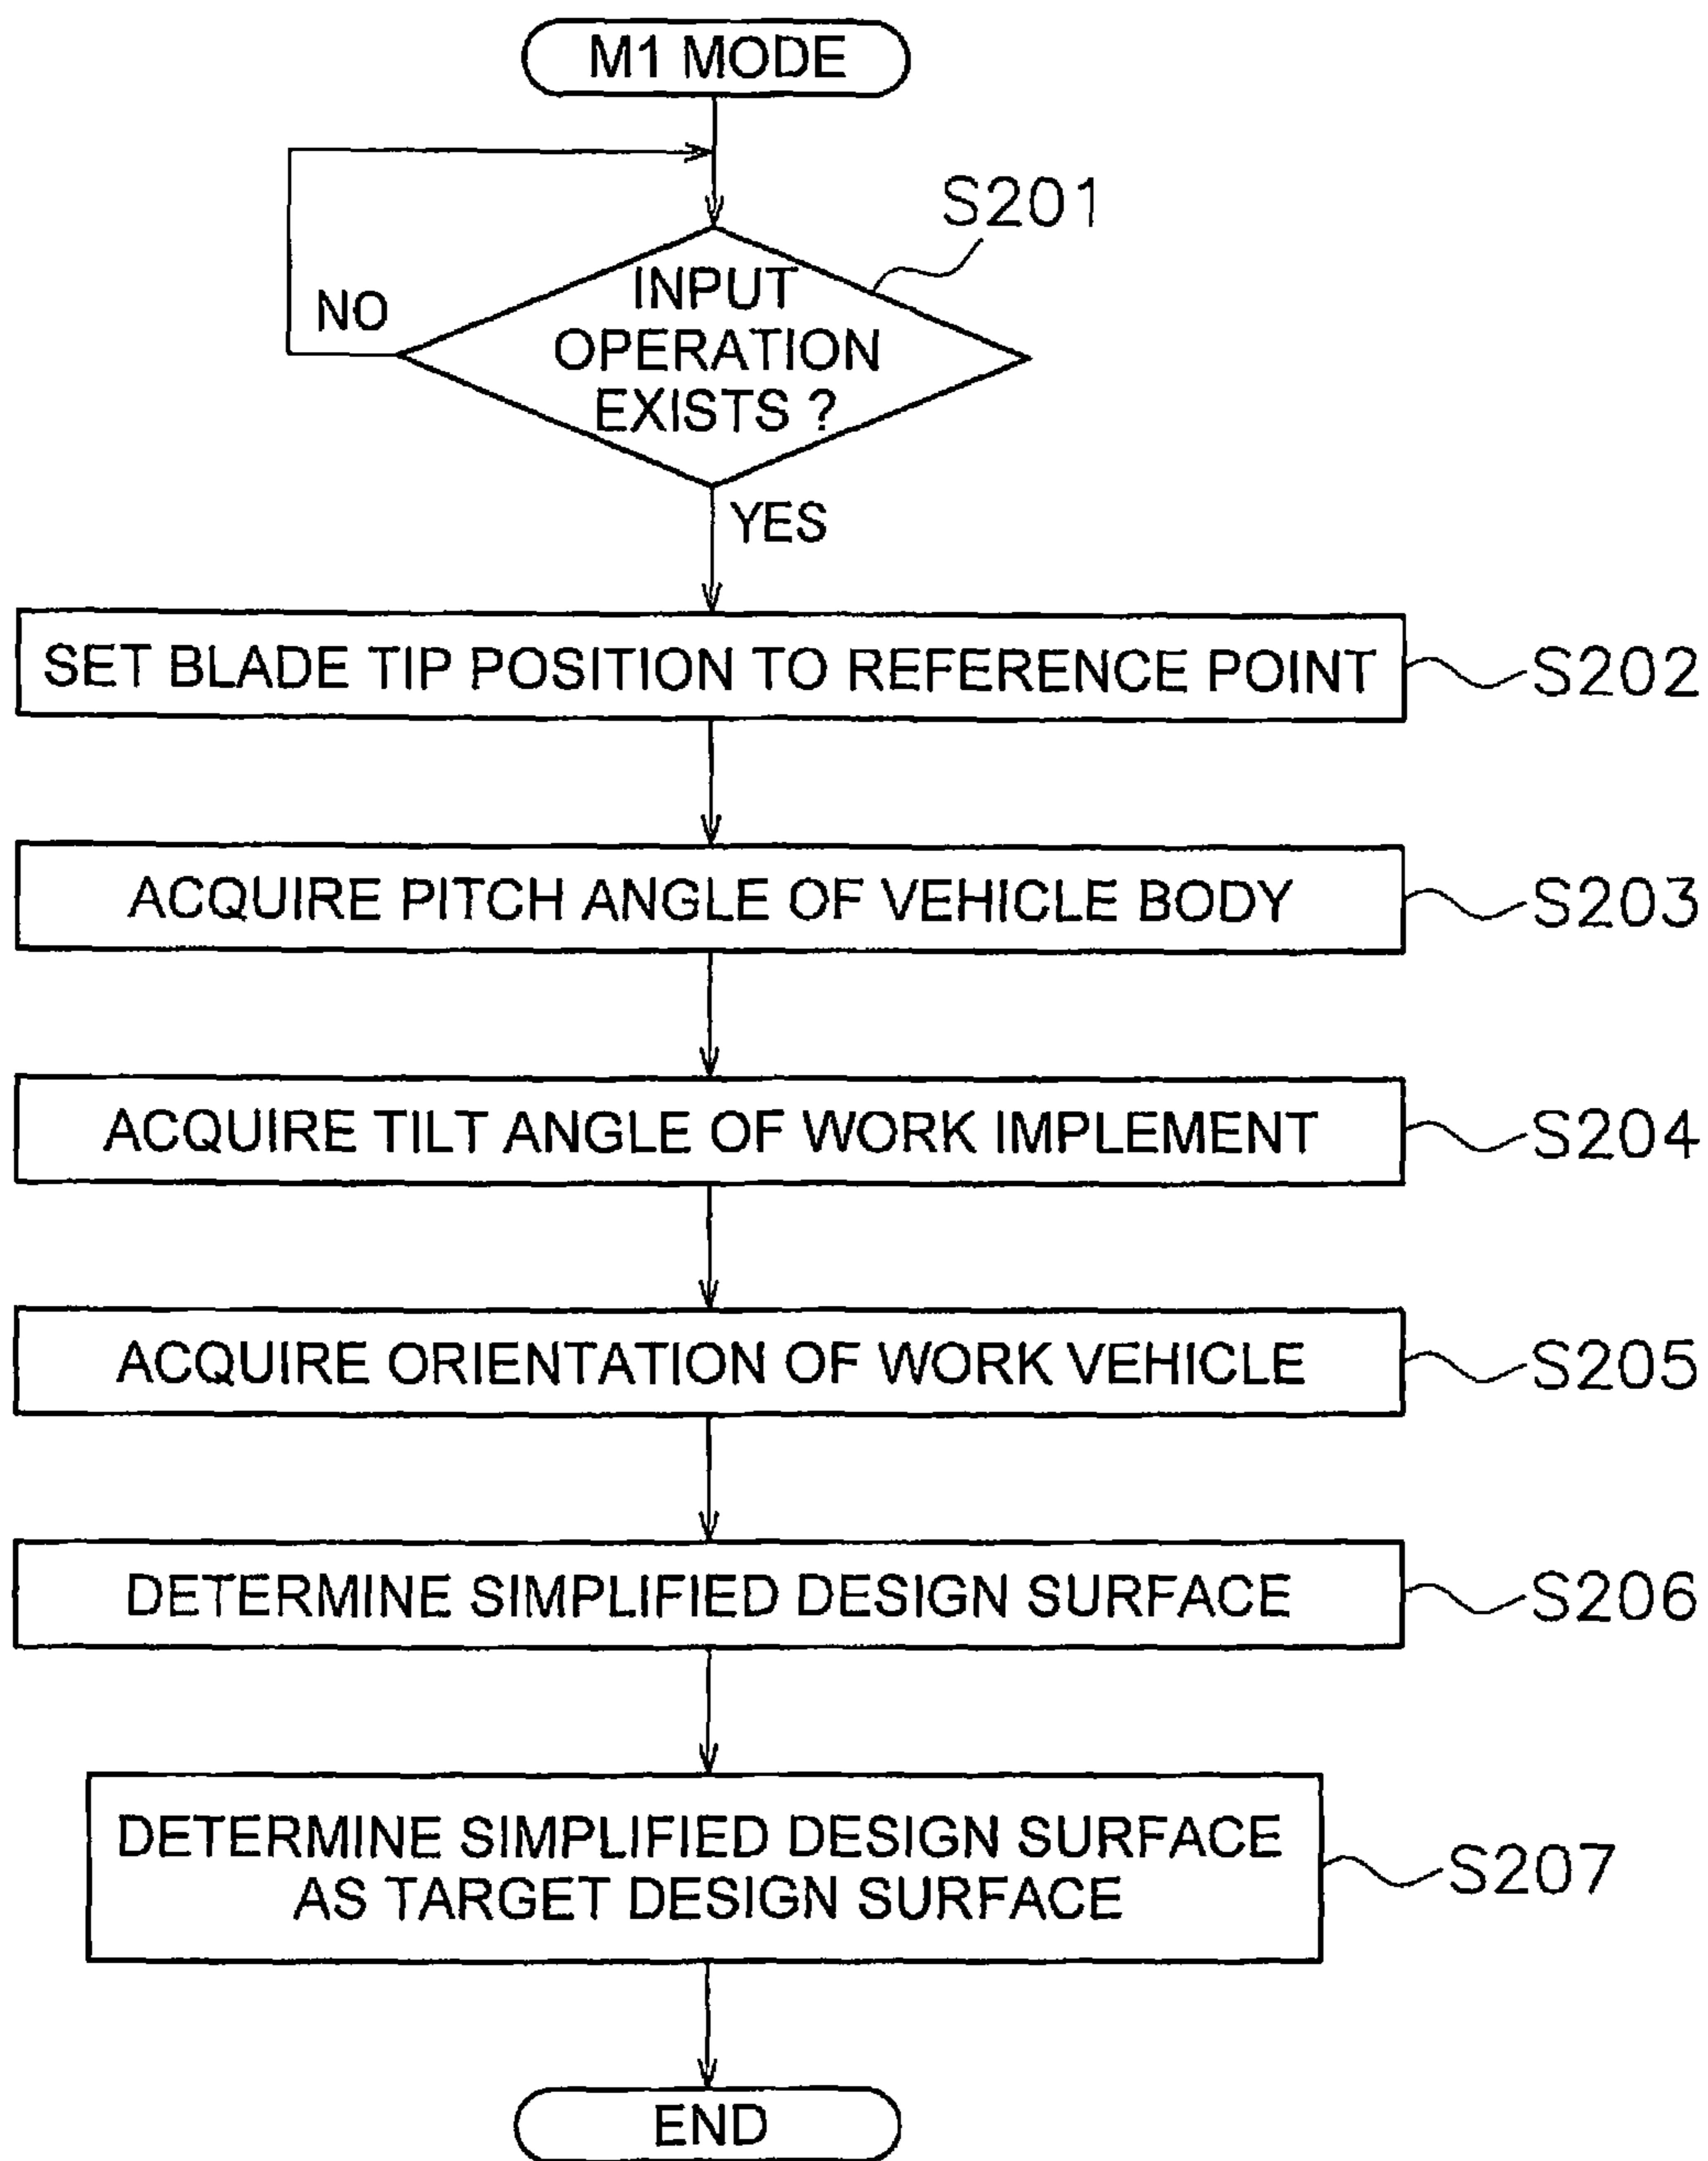 M1 MODE
S201
INPUT
OPERATION
EXISTS ?
NO
YES
SET BLADE TIP POSITION TO REFERENCE POINT
S202
ACQUIRE PITCH ANGLE OF VEHICLE BODY
S203
ACQUIRE TILT ANGLE OF WORK IMPLEMENT
S204
ACQUIRE ORIENTATION OF WORK VEHICLE
S205
DETERMINE SIMPLIFIED DESIGN SURFACE
S206
DETERMINE SIMPLIFIED DESIGN SURFACE
AS TARGET DESIGN SURFACE
S207
END